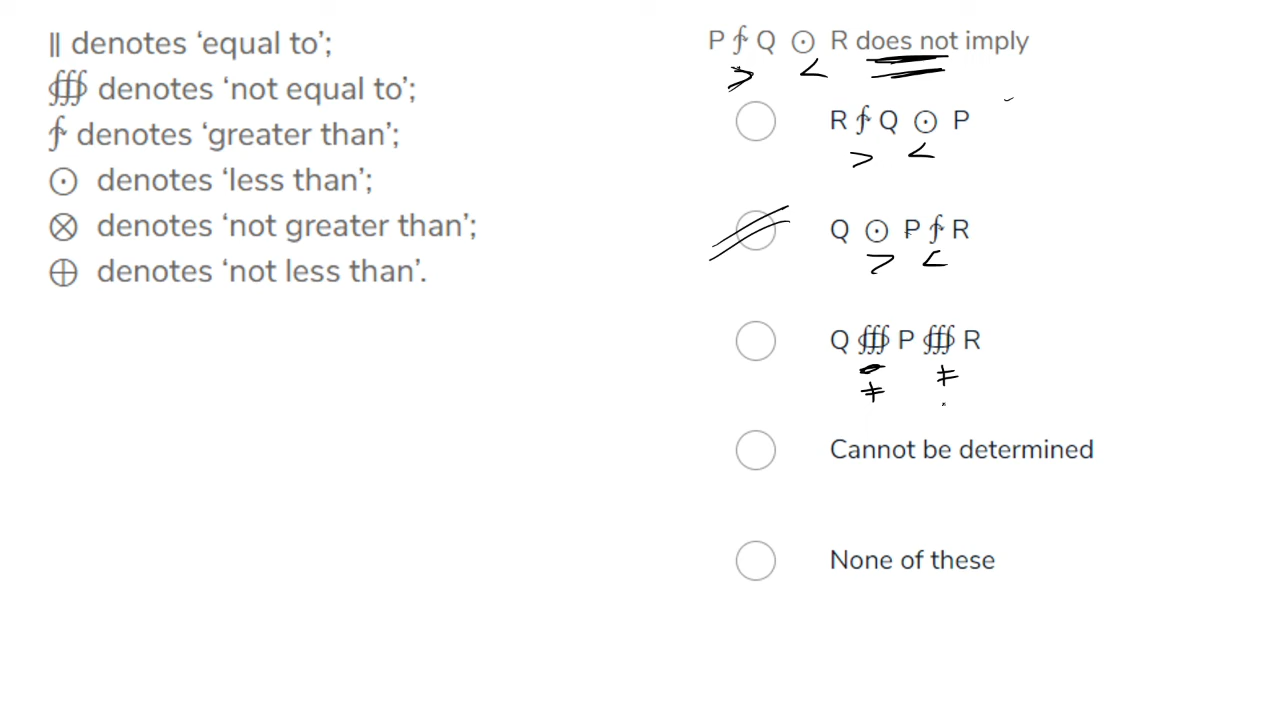 ‖ denotes ‘equal to’;
∰ denotes ‘not equal to’;
⨍ denotes ‘greater than’;
⊙ denotes ‘less than’;
⊗ denotes ‘not greater than’;
⊕ denotes ‘not less than’.
P ⨍ Q ⊙ R does not imply
> <
R ⨍ Q ⊙ P
> <
Q ⊙ P ⨍ R
> <
Q ∰ P ∰ R
≠ ≠
Cannot be determined
None of these